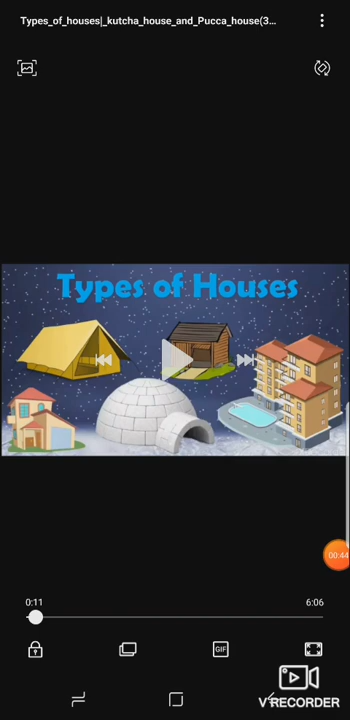 Types_of_houses|_kutcha_house_and_Pucca_house(3...
Types of Houses
00:44
0:11
6:06
GIF
V RECORDER